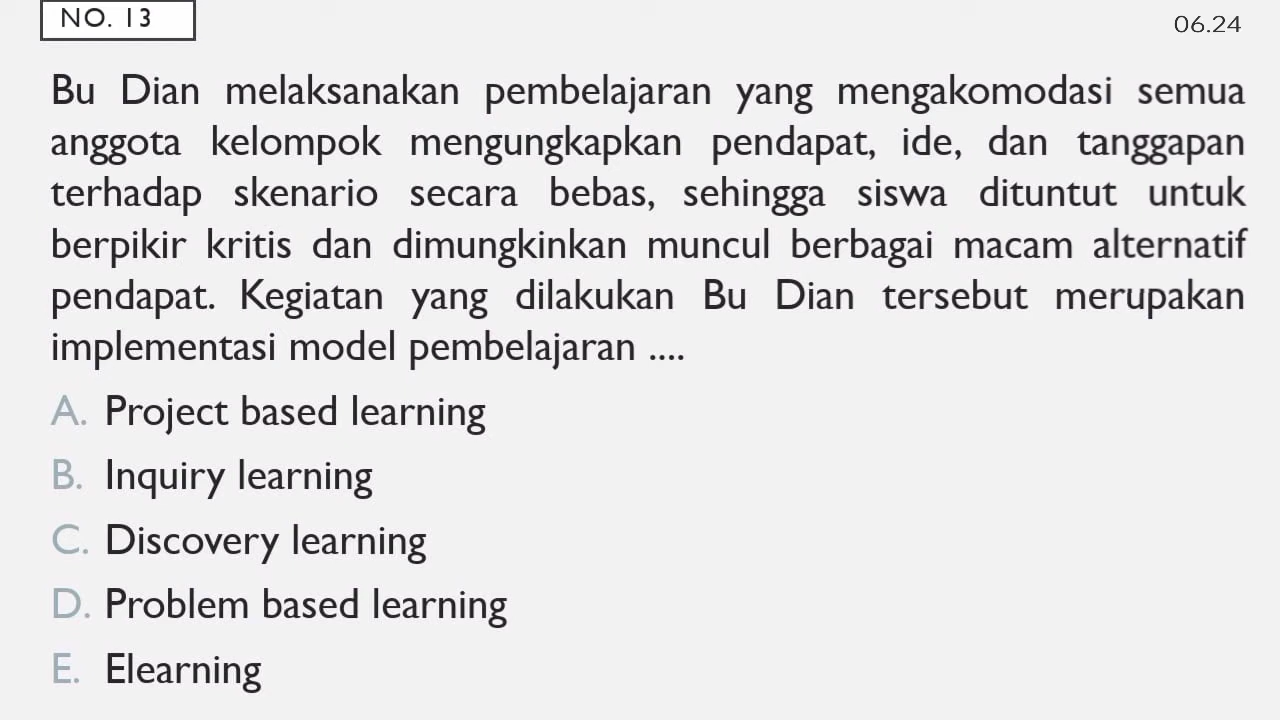 NO. 13
06.24
Bu Dian melaksanakan pembelajaran yang mengakomodasi semua
anggota kelompok mengungkapkan pendapat, ide, dan tanggapan
terhadap skenario secara bebas, sehingga siswa dituntut untuk
berpikir kritis dan dimungkinkan muncul berbagai macam alternatif
pendapat. Kegiatan yang dilakukan Bu Dian tersebut merupakan
implementasi model pembelajaran ....
A. Project based learning
B. Inquiry learning
C. Discovery learning
D. Problem based learning
E. Elearning